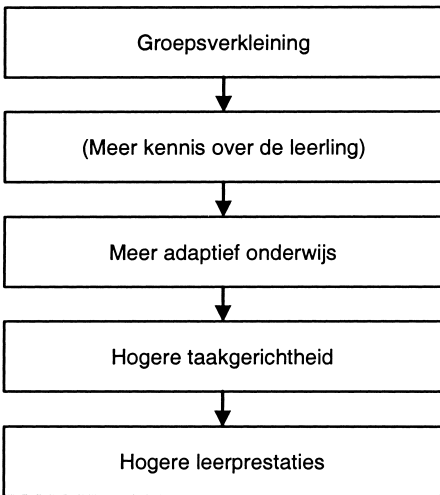 Groepsverkleining
(Meer kennis over de leerling)
Meer adaptief onderwijs
Hogere taakgerichtheid
Hogere leerprestaties